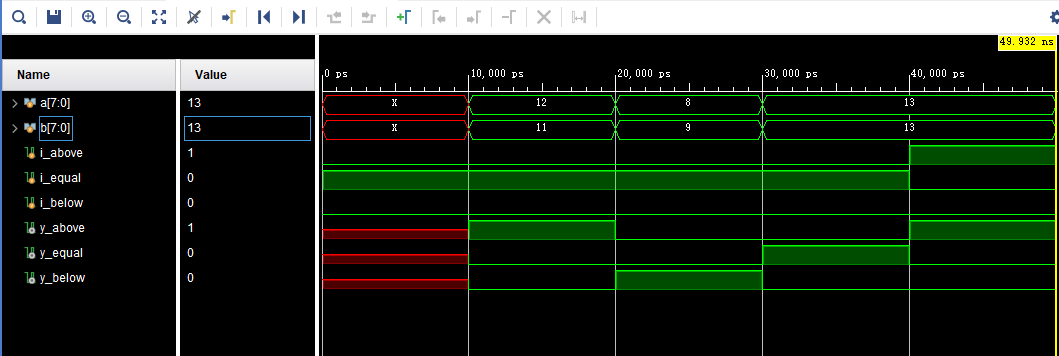 49.932 ns
Name Value 0 ps 10,000 ps 20,000 ps 30,000 ps 40,000 ps
a[7:0] 13 X 12 8 13
b[7:0] 13 X 11 9 13
i_above 1
i_equal 0
i_below 0
y_above 1
y_equal 0
y_below 0